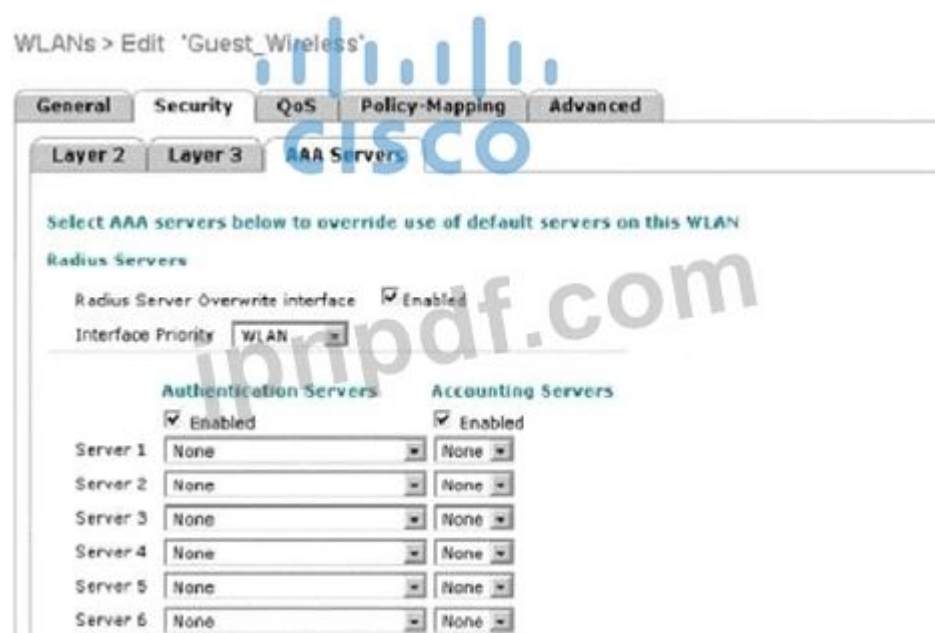 WLANs > Edit 'Guest_Wireless'
CISCO
General Security QoS Policy-Mapping Advanced
Layer 2 Layer 3 AAA Servers
Select AAA servers below to override use of default servers on this WLAN
Radius Servers
Radius Server Overwrite interface Enabled
Interface Priority WLAN
jpnpdf.com
Authentication Servers Accounting Servers
Enabled Enabled
Server 1 None None
Server 2 None None
Server 3 None None
Server 4 None None
Server 5 None None
Server 6 None None